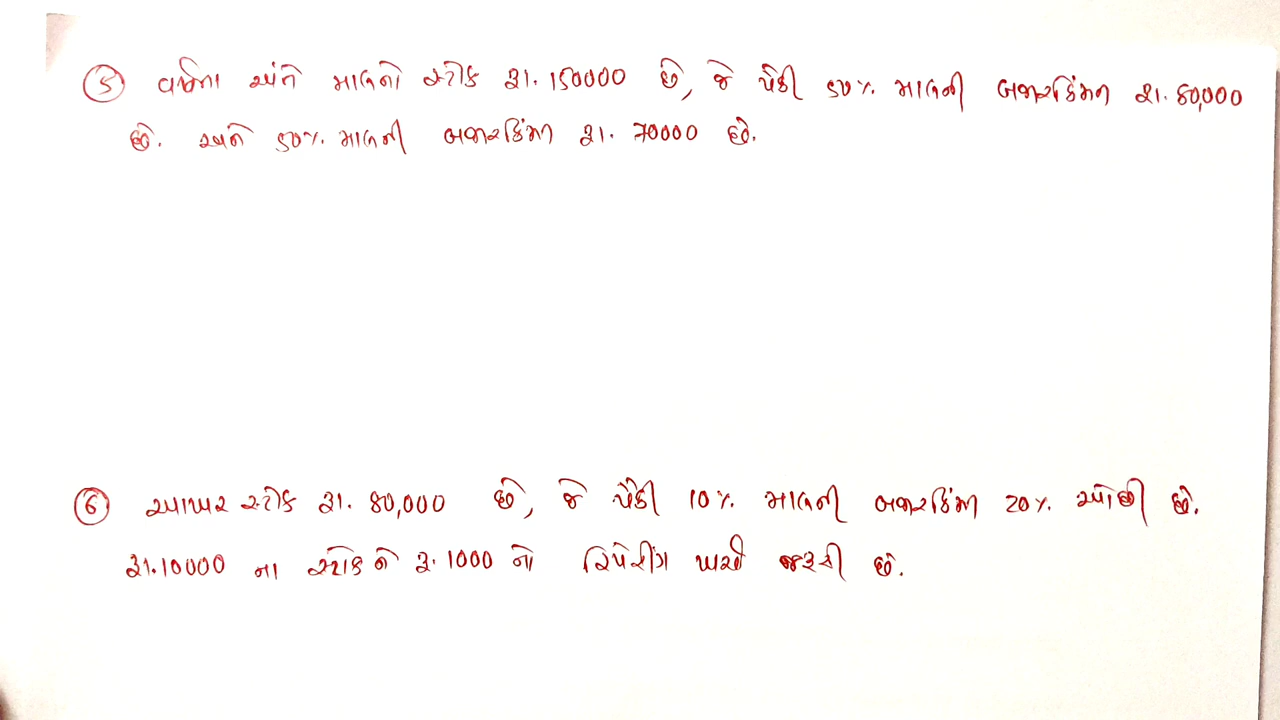 ⑤ વર્ષના અંતે માલનો સ્ટોક રૂા. 150000 છે, જે પૈકી 50% માલની બજારકિંમત રૂા. 80,000
છે. અને 50% માલની બજારકિંમત રૂા. 70000 છે.
⑥ આખર સ્ટોક રૂા. 80,000 છે, જે પૈકી 10% માલની બજારકિંમત 20% ઓછી છે.
રૂા. 10000 ના સ્ટોક ને રૂ. 1000 નો રિપેરીંગ ખર્ચ જરૂરી છે.